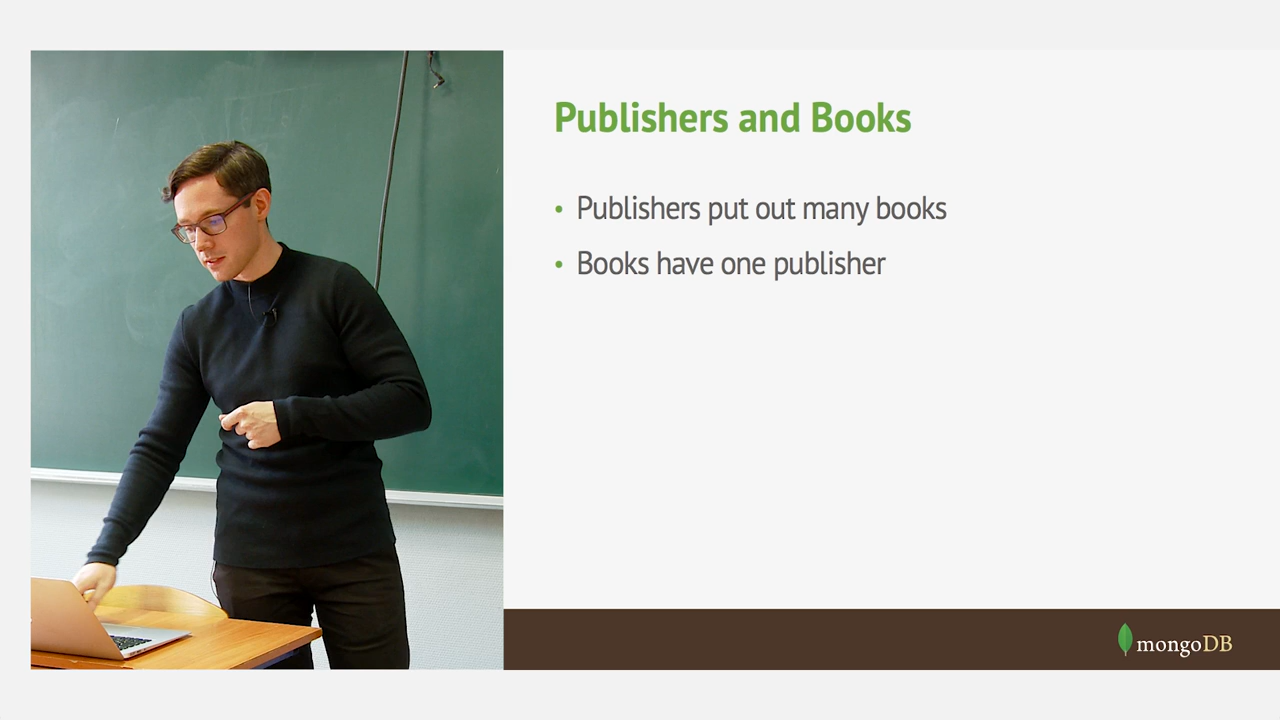 Publishers and Books
• Publishers put out many books
• Books have one publisher
mongoDB